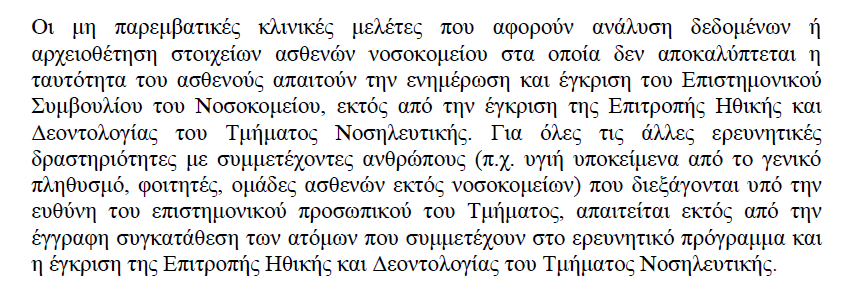 Οι μη παρεμβατικές κλινικές μελέτες που αφορούν ανάλυση δεδομένων ή
αρχειοθέτηση στοιχείων ασθενών νοσοκομείου στα οποία δεν αποκαλύπτεται η
ταυτότητα του ασθενούς απαιτούν την ενημέρωση και έγκριση του Επιστημονικού
Συμβουλίου του Νοσοκομείου, εκτός από την έγκριση της Επιτροπής Ηθικής και
Δεοντολογίας του Τμήματος Νοσηλευτικής. Για όλες τις άλλες ερευνητικές
δραστηριότητες με συμμετέχοντες ανθρώπους (π.χ. υγιή υποκείμενα από το γενικό
πληθυσμό, φοιτητές, ομάδες ασθενών εκτός νοσοκομείων) που διεξάγονται υπό την
ευθύνη του επιστημονικού προσωπικού του Τμήματος, απαιτείται εκτός από την
έγγραφη συγκατάθεση των ατόμων που συμμετέχουν στο ερευνητικό πρόγραμμα και
η έγκριση της Επιτροπής Ηθικής και Δεοντολογίας του Τμήματος Νοσηλευτικής.